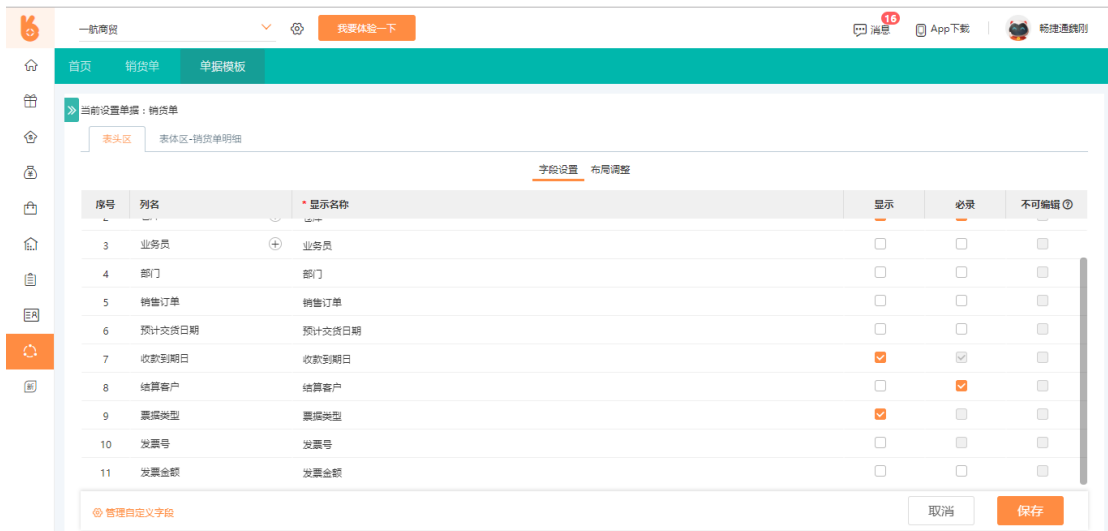 一航商贸
我要体验一下
16
消息
App下载
畅捷通魏刚
首页 销货单 单据模板
当前设置单据：销货单
表头区 表体区-销货单明细
字段设置 布局调整
序号 列名 * 显示名称 显示 必录 不可编辑
3 业务员 业务员
4 部门 部门
5 销售订单 销售订单
6 预计交货日期 预计交货日期
7 收款到期日 收款到期日
8 结算客户 结算客户
9 票据类型 票据类型
10 发票号 发票号
11 发票金额 发票金额
新
管理自定义字段 取消 保存